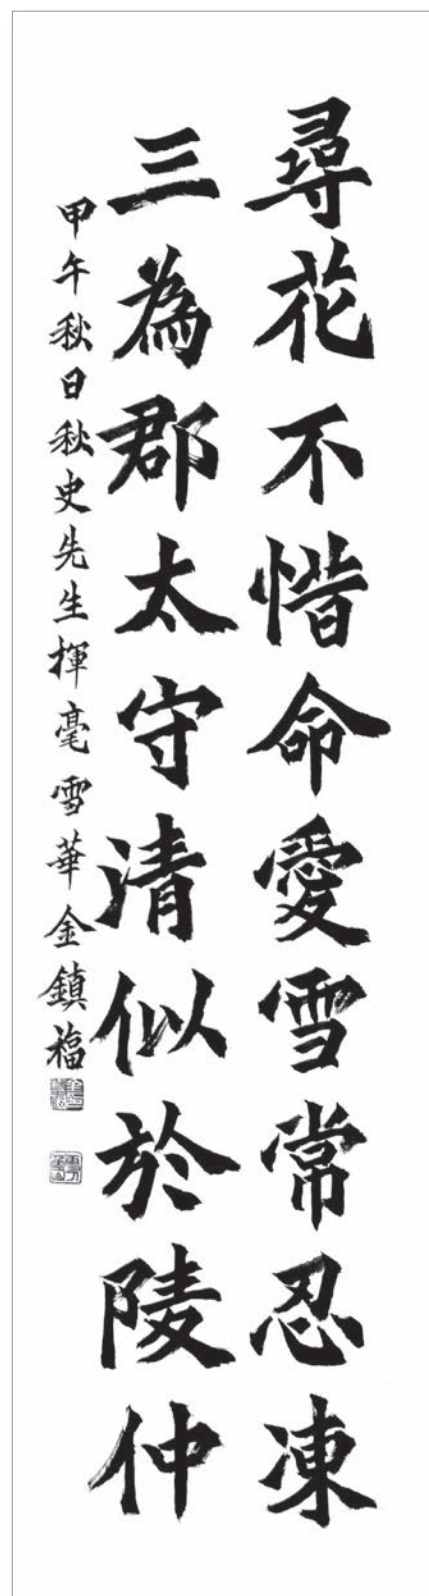 尋花不惜命愛雪常忍凍
三為郡太守清似於陵仲
甲午秋日秋史先生揮毫雪華金鎮福